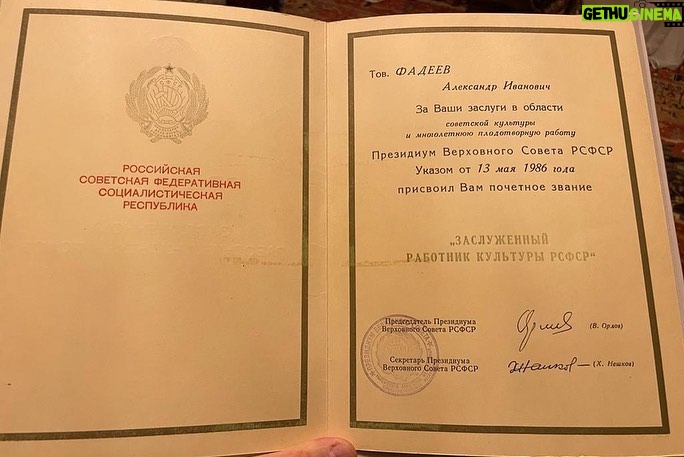 РОССИЙСКАЯ
СОВЕТСКАЯ ФЕДЕРАТИВНАЯ
СОЦИАЛИСТИЧЕСКАЯ
РЕСПУБЛИКА
GETHUCINEMA
Тов. ФАДЕЕВ
Александр Иванович
За Ваши заслуги в области
советской культуры
и многолетнюю плодотворную работу
Президиум Верховного Совета РСФСР
Указом от 13 мая 1986 года
присвоил Вам почетное звание
„ЗАСЛУЖЕННЫЙ
РАБОТНИК КУЛЬТУРЫ РСФСР“
Председатель Президиума
Верховного Совета РСФСР
(В. Орлов)
Секретарь Президиума
Верховного Совета РСФСР
(Х. Нешков)